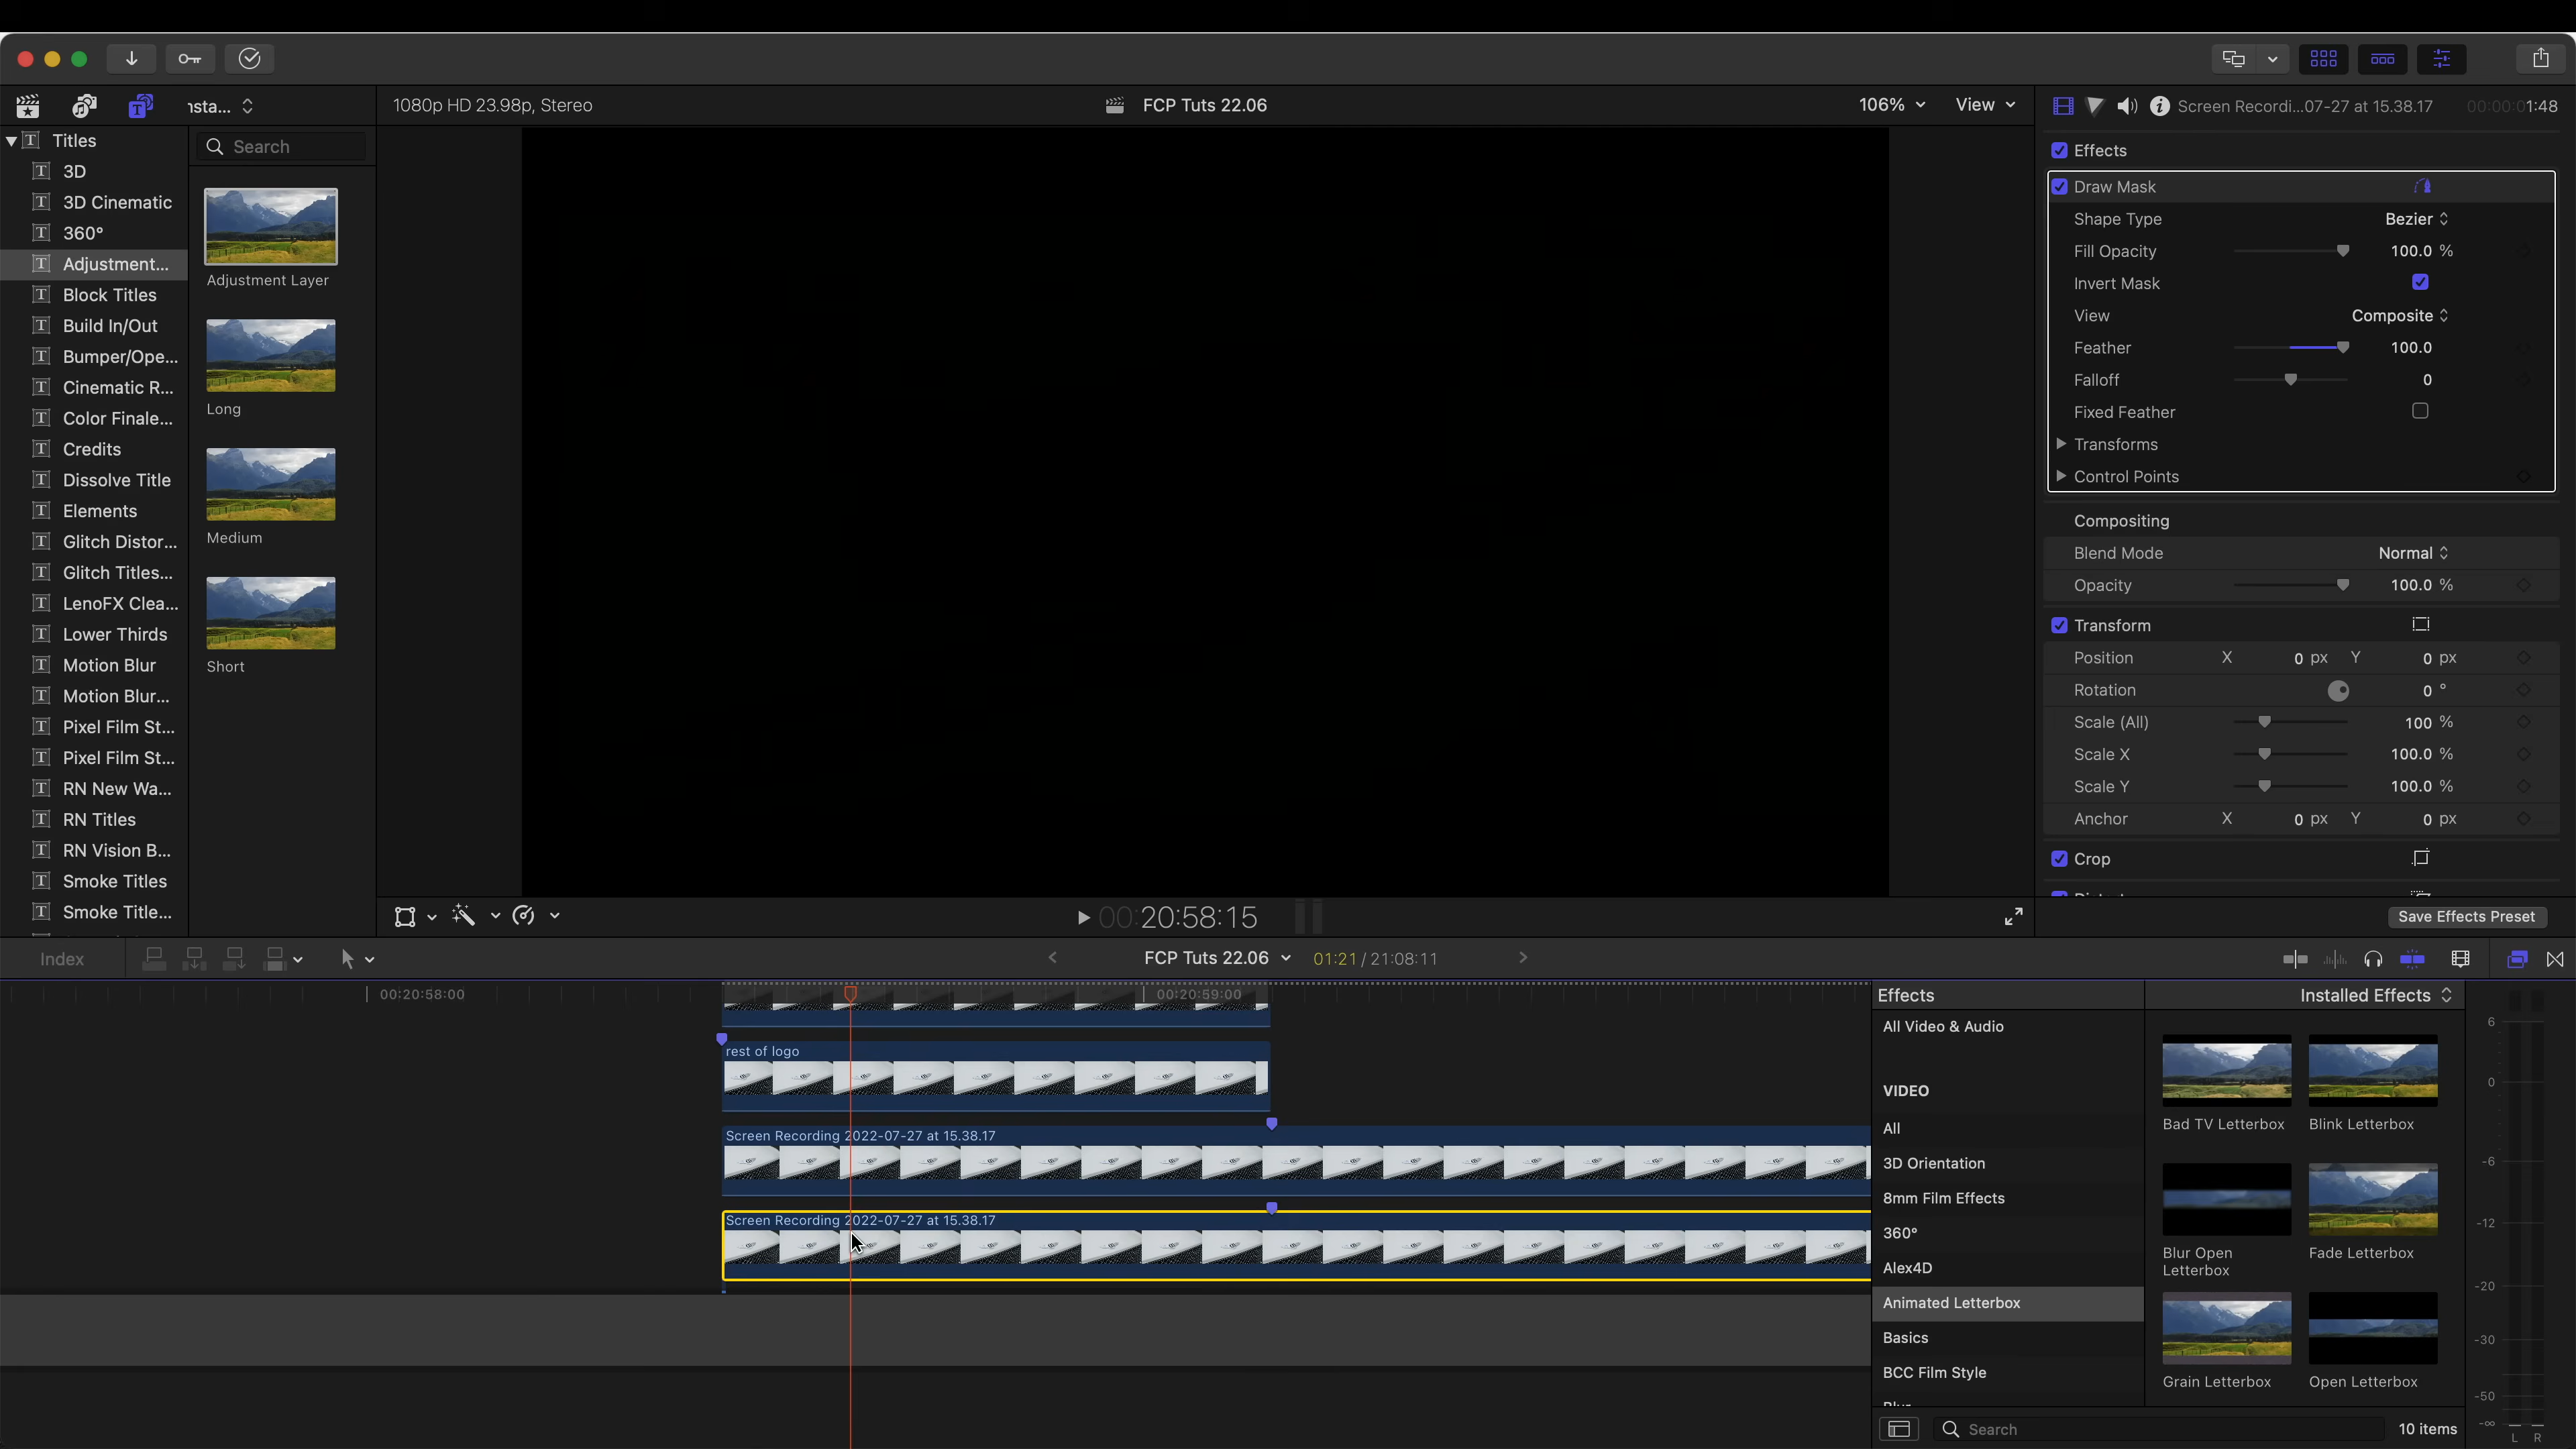 nsta...
1080p HD 23.98p, Stereo
FCP Tuts 22.06
106%
View
Screen Recordi...07-27 at 15.38.17
00:00:01:48
Titles
3D
3D Cinematic
360°
Adjustment...
Block Titles
Build In/Out
Bumper/Ope...
Cinematic R...
Color Finale...
Credits
Dissolve Title
Elements
Glitch Distor...
Glitch Titles...
LenoFX Clea...
Lower Thirds
Motion Blur
Motion Blur...
Pixel Film St...
Pixel Film St...
RN New Wa...
RN Titles
RN Vision B...
Smoke Titles
Smoke Title...
Search
Adjustment Layer
Long
Medium
Short
Effects
Draw Mask
Shape Type Bezier
Fill Opacity 100.0 %
Invert Mask
View Composite
Feather 100.0
Falloff 0
Fixed Feather
Transforms
Control Points
Compositing
Blend Mode Normal
Opacity 100.0 %
Transform
Position X 0 px Y 0 px
Rotation 0 °
Scale (All) 100 %
Scale X 100.0 %
Scale Y 100.0 %
Anchor X 0 px Y 0 px
Crop
Save Effects Preset
00:20:58:15
Index
FCP Tuts 22.06
01:21 / 21:08:11
00:20:58:00
00:20:59:00
rest of logo
Screen Recording 2022-07-27 at 15.38.17
Screen Recording 2022-07-27 at 15.38.17
Effects
Installed Effects
All Video & Audio
VIDEO
All
3D Orientation
8mm Film Effects
360°
Alex4D
Animated Letterbox
Basics
BCC Film Style
Bad TV Letterbox
Blink Letterbox
Blur Open
Letterbox
Fade Letterbox
Grain Letterbox
Open Letterbox
Search
10 items
6
0
-6
-12
-20
-30
-50
-∞
L R